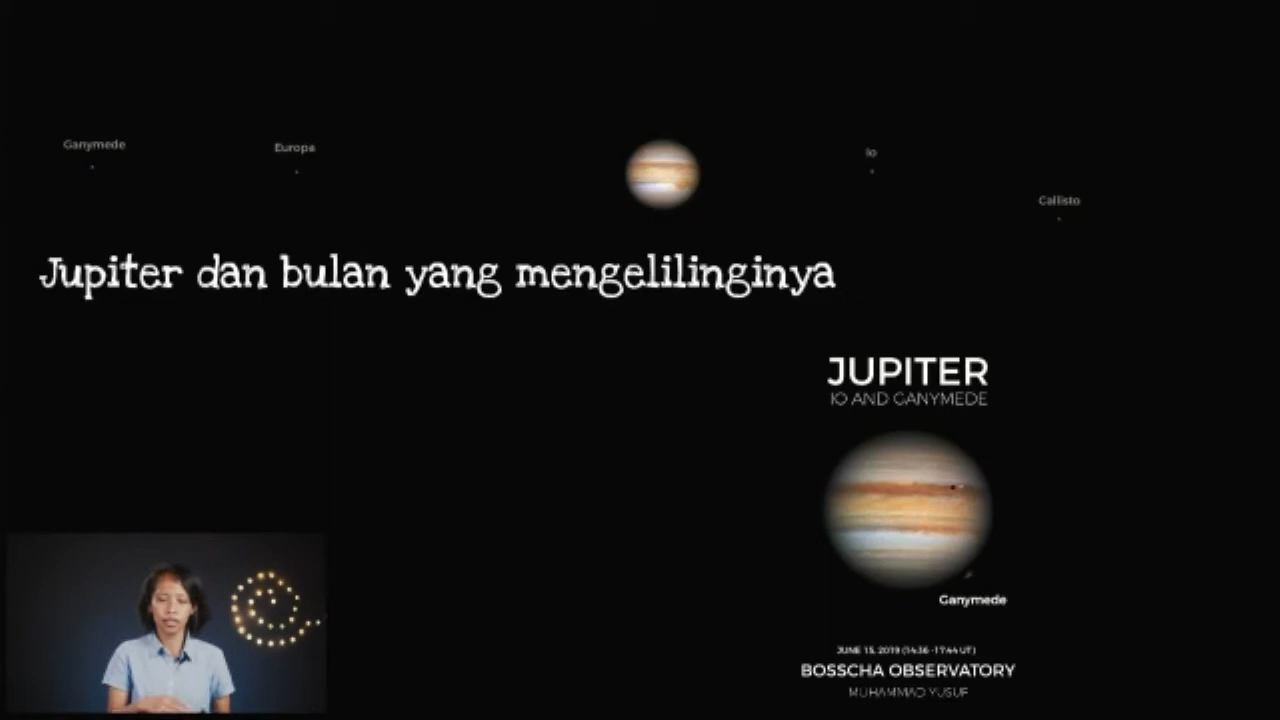 Ganymede
Europa
Io
Callisto
Jupiter dan bulan yang mengelilinginya
JUPITER
IO AND GANYMEDE
Ganymede
JUNE 15, 2019 (14:36 -17:44 UT)
BOSSCHA OBSERVATORY
MUHAMMAD YUSUF